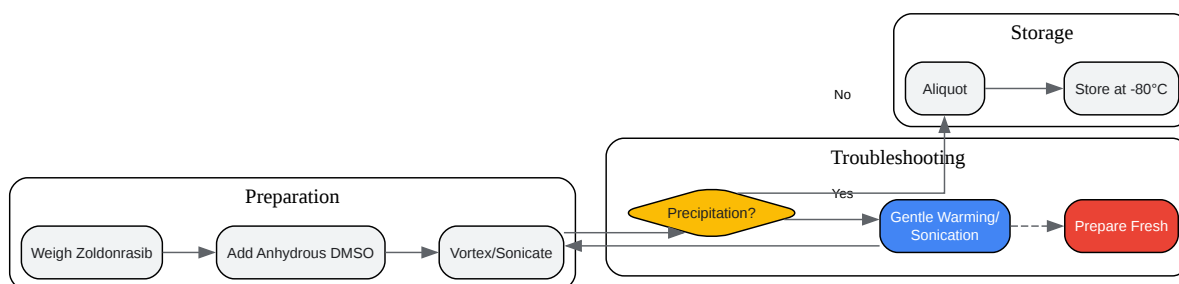 Storage
Aliquot
Store at -80°C
No
Troubleshooting
Yes
Precipitation?
Gentle Warming/
Sonication
Prepare Fresh
Preparation
Weigh Zoldonrasib
Add Anhydrous DMSO
Vortex/Sonicate